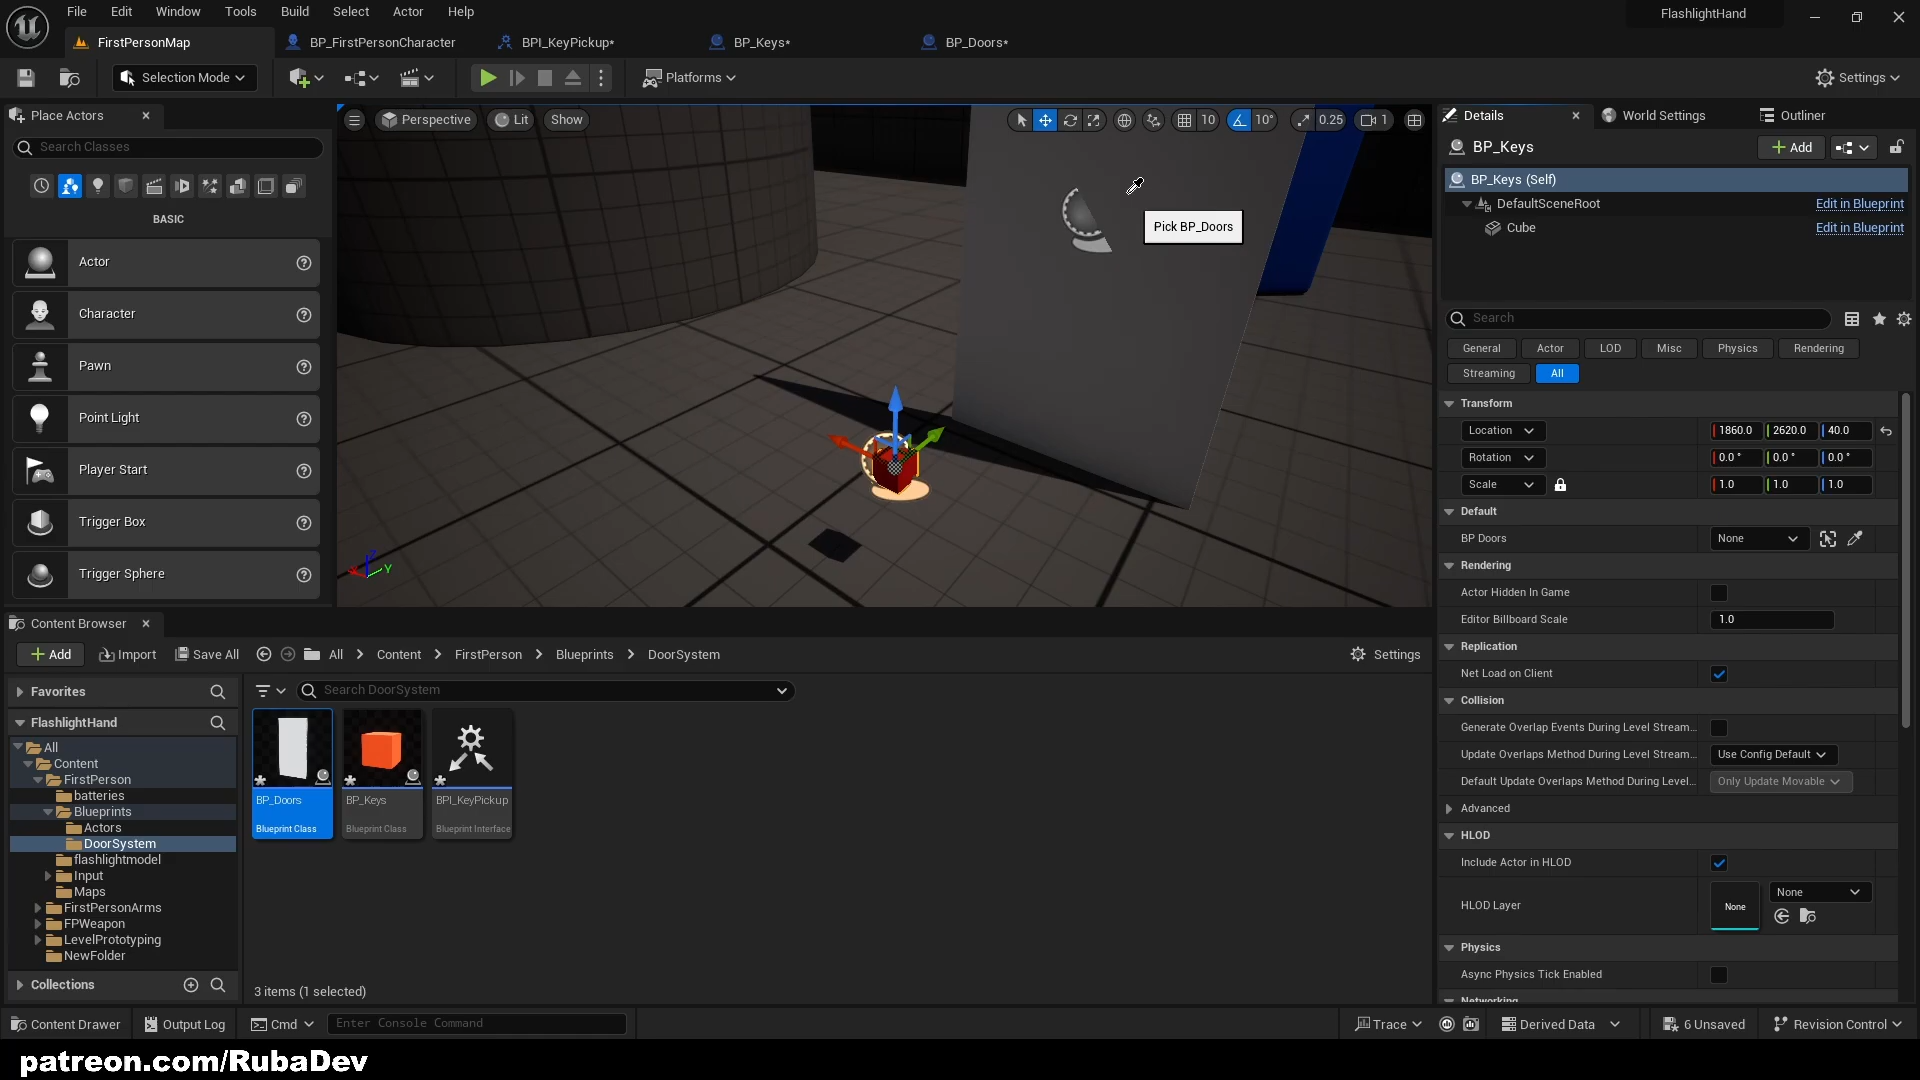 File Edit Window Tools Build Select Actor Help
FlashlightHand
FirstPersonMap
BP_FirstPersonCharacter
BPI_KeyPickup*
BP_Keys*
BP_Doors*
Selection Mode
Platforms
Settings
Place Actors
Search Classes
BASIC
Actor
Character
Pawn
Point Light
Player Start
Trigger Box
Trigger Sphere
Perspective Lit Show
10 10° 0.25 1
Pick BP_Doors
Z
X Y
Details
World Settings
Outliner
BP_Keys
Add
BP_Keys (Self)
DefaultSceneRoot Edit in Blueprint
Cube Edit in Blueprint
Search
General Actor LOD Misc Physics Rendering
Streaming All
Transform
Location 1860.0 2620.0 40.0
Rotation 0.0 ° 0.0 ° 0.0 °
Scale 1.0 1.0 1.0
Default
BP Doors None
Rendering
Actor Hidden In Game
Editor Billboard Scale 1.0
Replication
Net Load on Client
Collision
Generate Overlap Events During Level Stream...
Update Overlaps Method During Level Stream... Use Config Default
Default Update Overlaps Method During Level... Only Update Movable
Advanced
HLOD
Include Actor in HLOD
HLOD Layer None None
Physics
Async Physics Tick Enabled
Networking
Content Browser
Add Import Save All All > Content > FirstPerson > Blueprints > DoorSystem Settings
Favorites
FlashlightHand
All
Content
FirstPerson
batteries
Blueprints
Actors
DoorSystem
flashlightmodel
Input
Maps
FirstPersonArms
FPWeapon
LevelPrototyping
NewFolder
Collections
Search DoorSystem
BP_Doors
Blueprint Class
BP_Keys
Blueprint Class
BPI_KeyPickup
Blueprint Interface
3 items (1 selected)
Content Drawer Output Log Cmd Enter Console Command Trace Derived Data 6 Unsaved Revision Control
patreon.com/RubaDev